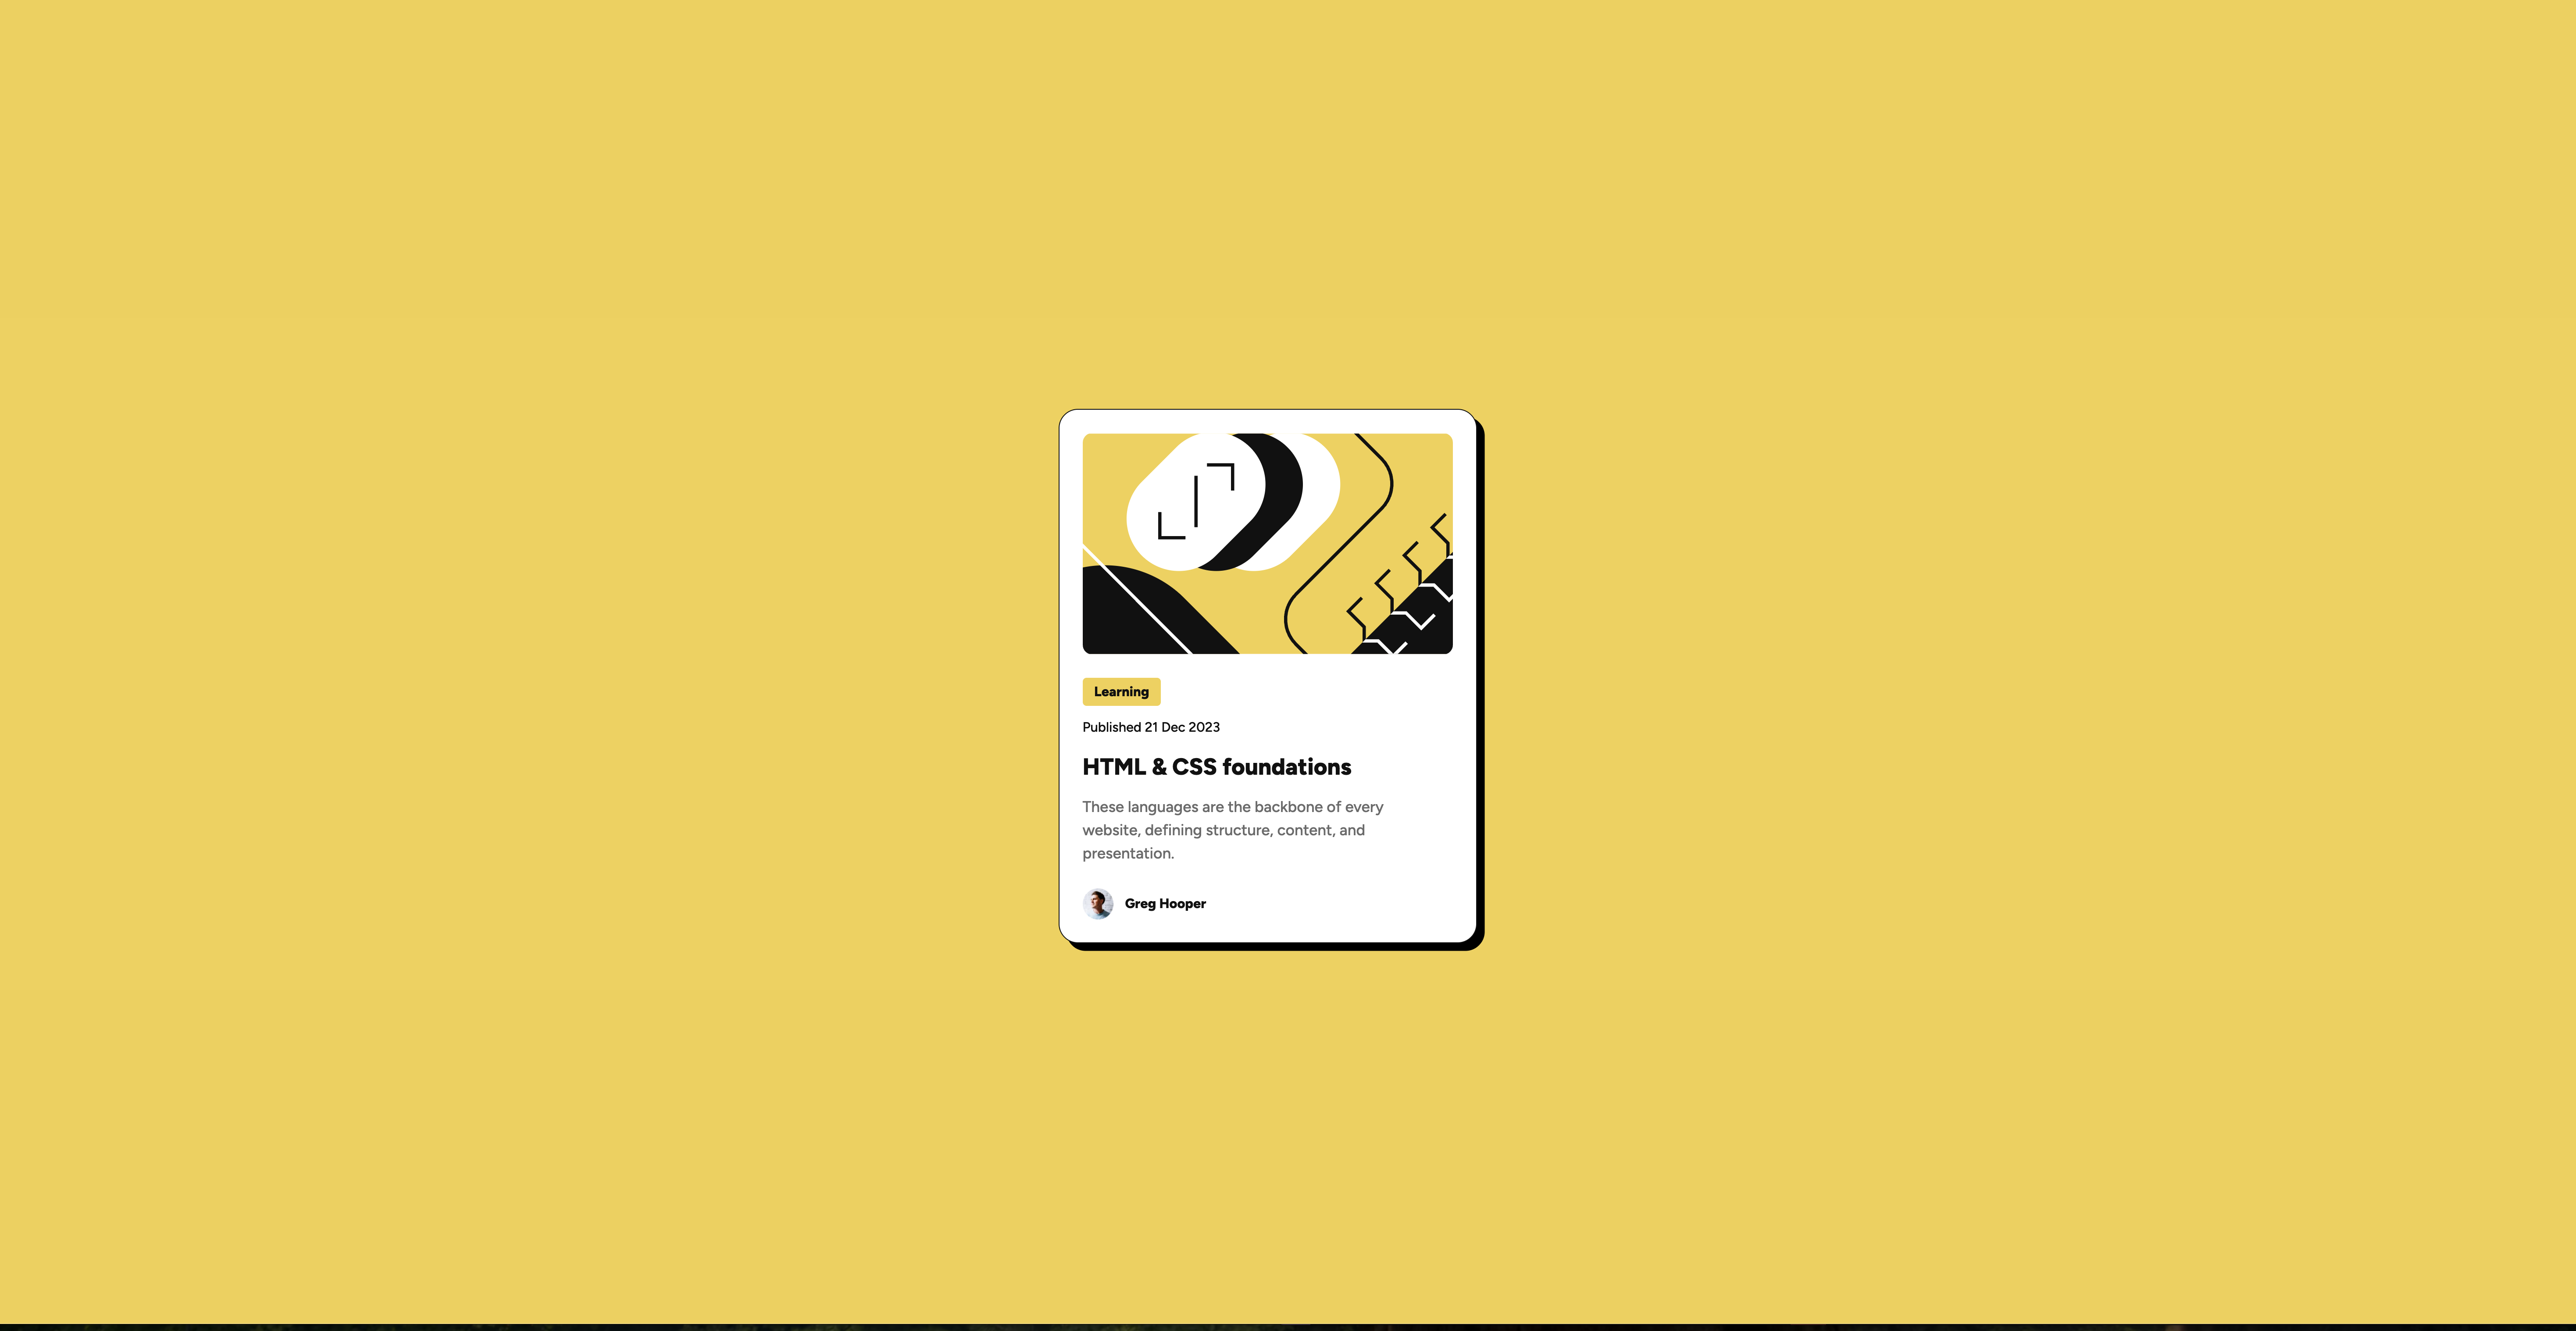 Learning
Published 21 Dec 2023
HTML & CSS foundations
These languages are the backbone of every
website, defining structure, content, and
presentation.
Greg Hooper